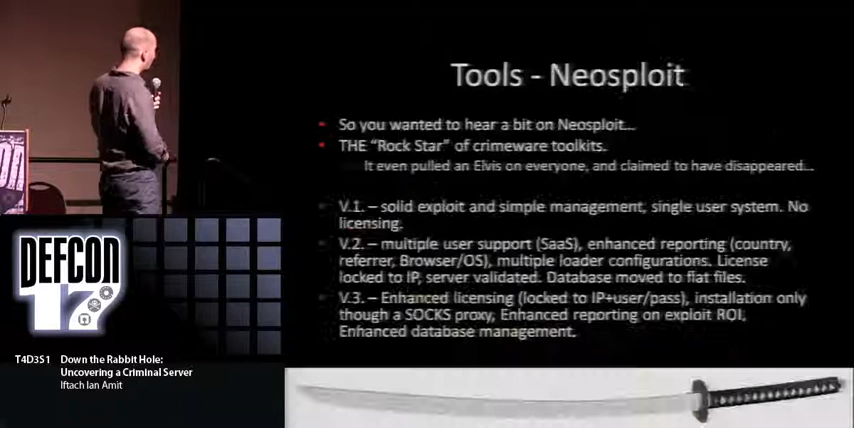 Tools - Neosploit
So you wanted to hear a bit on Neosploit...
THE "Rock Star" of crimeware toolkits.
It even pulled an Elvis on everyone, and claimed to have disappeared...
V.1. – solid exploit and simple management, single user system. No
licensing.
V.2. – multiple user support (SaaS), enhanced reporting (country,
referrer, Browser/OS), multiple loader configurations. License
locked to IP, server validated. Database moved to flat files.
V.3. – Enhanced licensing (locked to IP+user/pass), installation only
though a SOCKS proxy, Enhanced reporting on exploit ROI,
Enhanced database management.
DEFCON
17
T4D3S1 Down the Rabbit Hole:
Uncovering a Criminal Server
Iftach Ian Amit